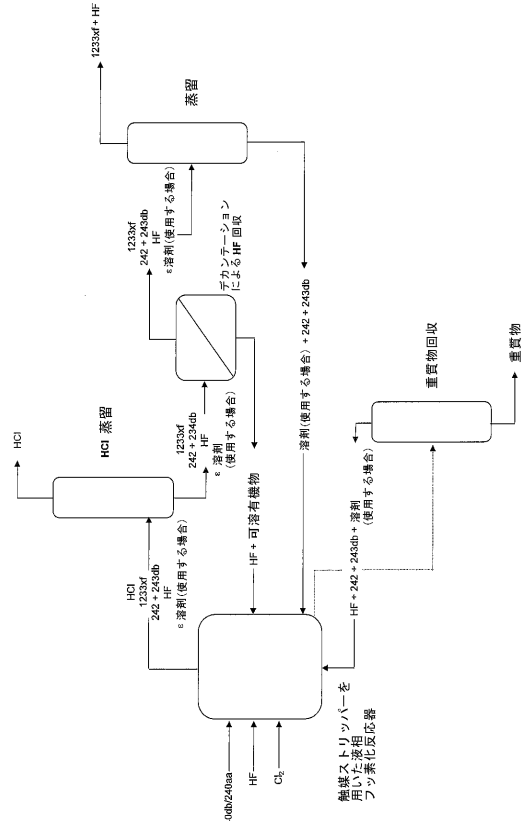 HCl
HCl 蒸留
1233xf + HF
蒸留
HCl
1233xf
242 + 243db
HF
ε 溶剤(使用する場合)
1233xf
242 + 234db
HF
ε 溶剤
(使用する場合)
1233xf
242 + 243db
HF
ε 溶剤(使用する場合)
デカンテーション
による HF 回収
HF + 可溶有機物
溶剤(使用する場合) + 242 + 243db
0db/240aa
HF
Cl₂
触媒ストリッパーを
用いた液相
フッ素化反応器
HF + 242 + 243db + 溶剤
(使用する場合)
重質物回収
重質物